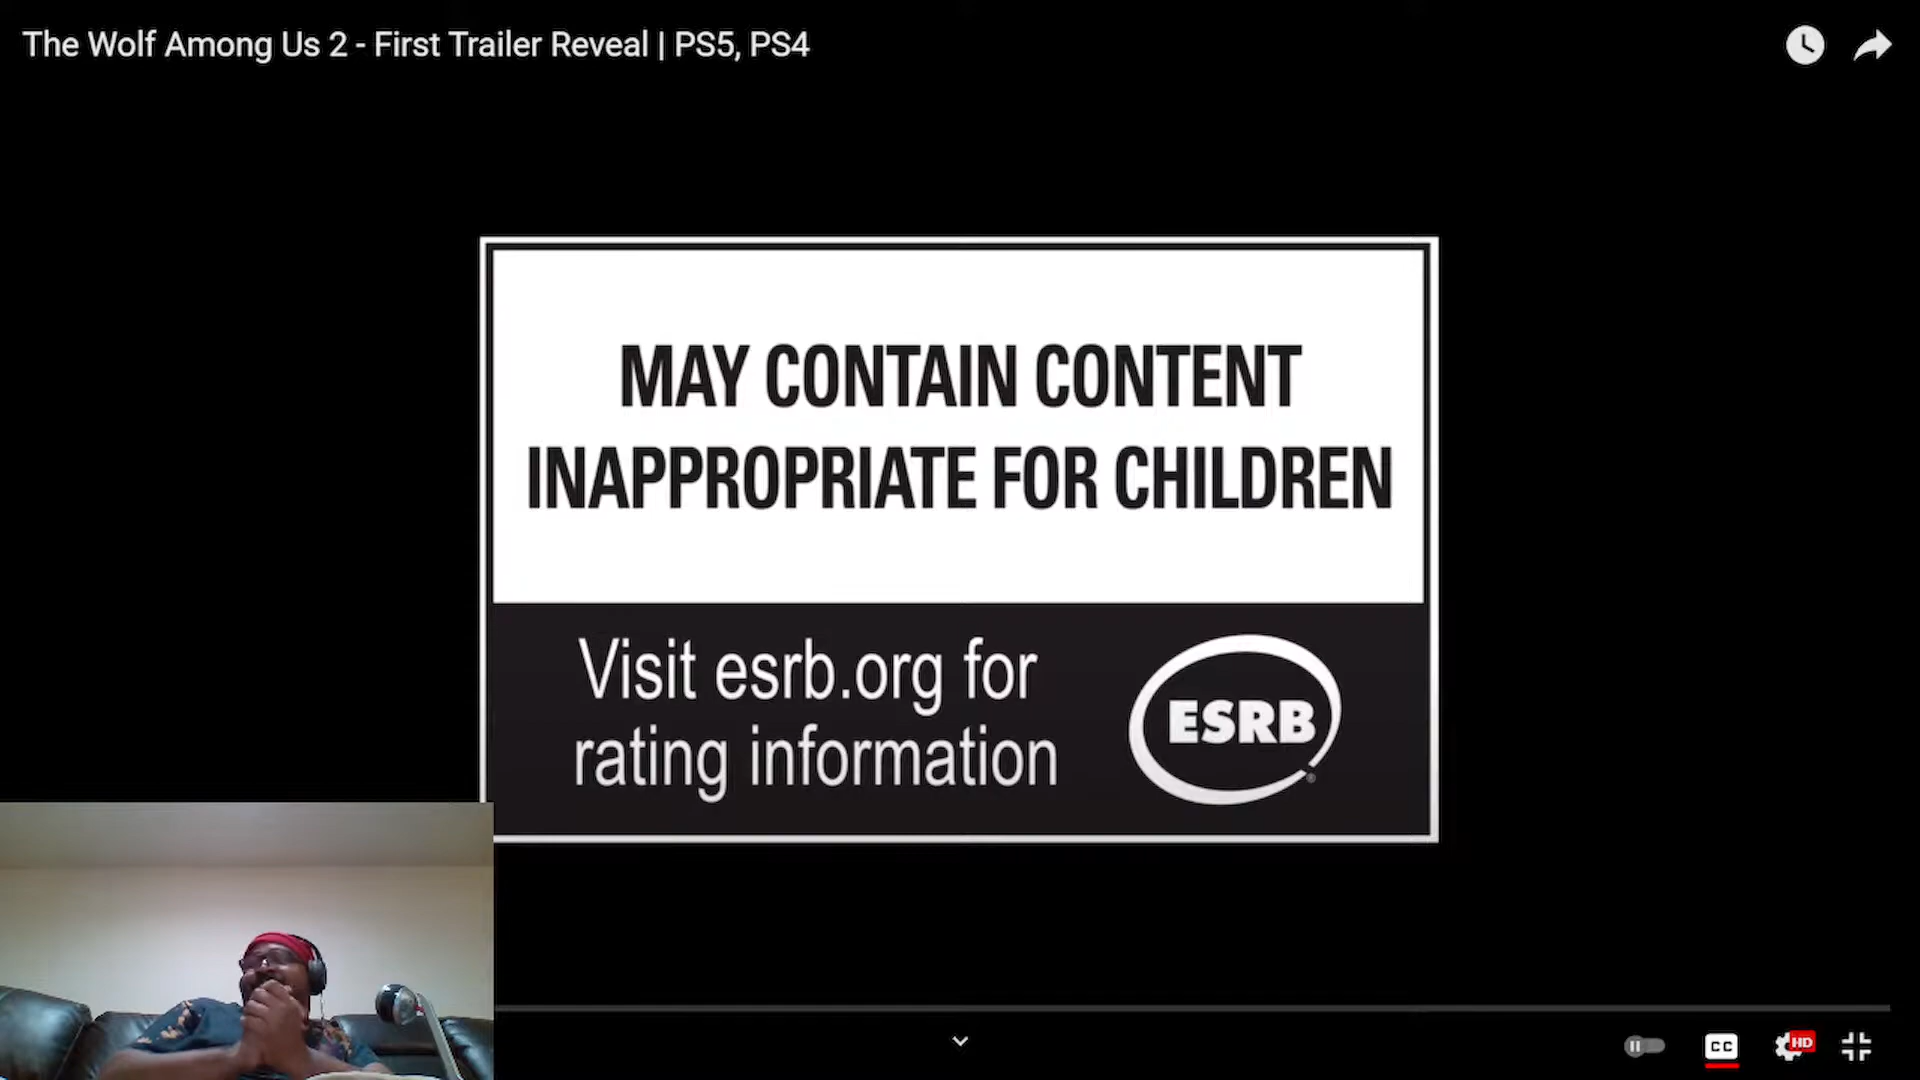 The Wolf Among Us 2 - First Trailer Reveal | PS5, PS4
MAY CONTAIN CONTENT
INAPPROPRIATE FOR CHILDREN
Visit esrb.org for
rating information
ESRB
®
CC
HD